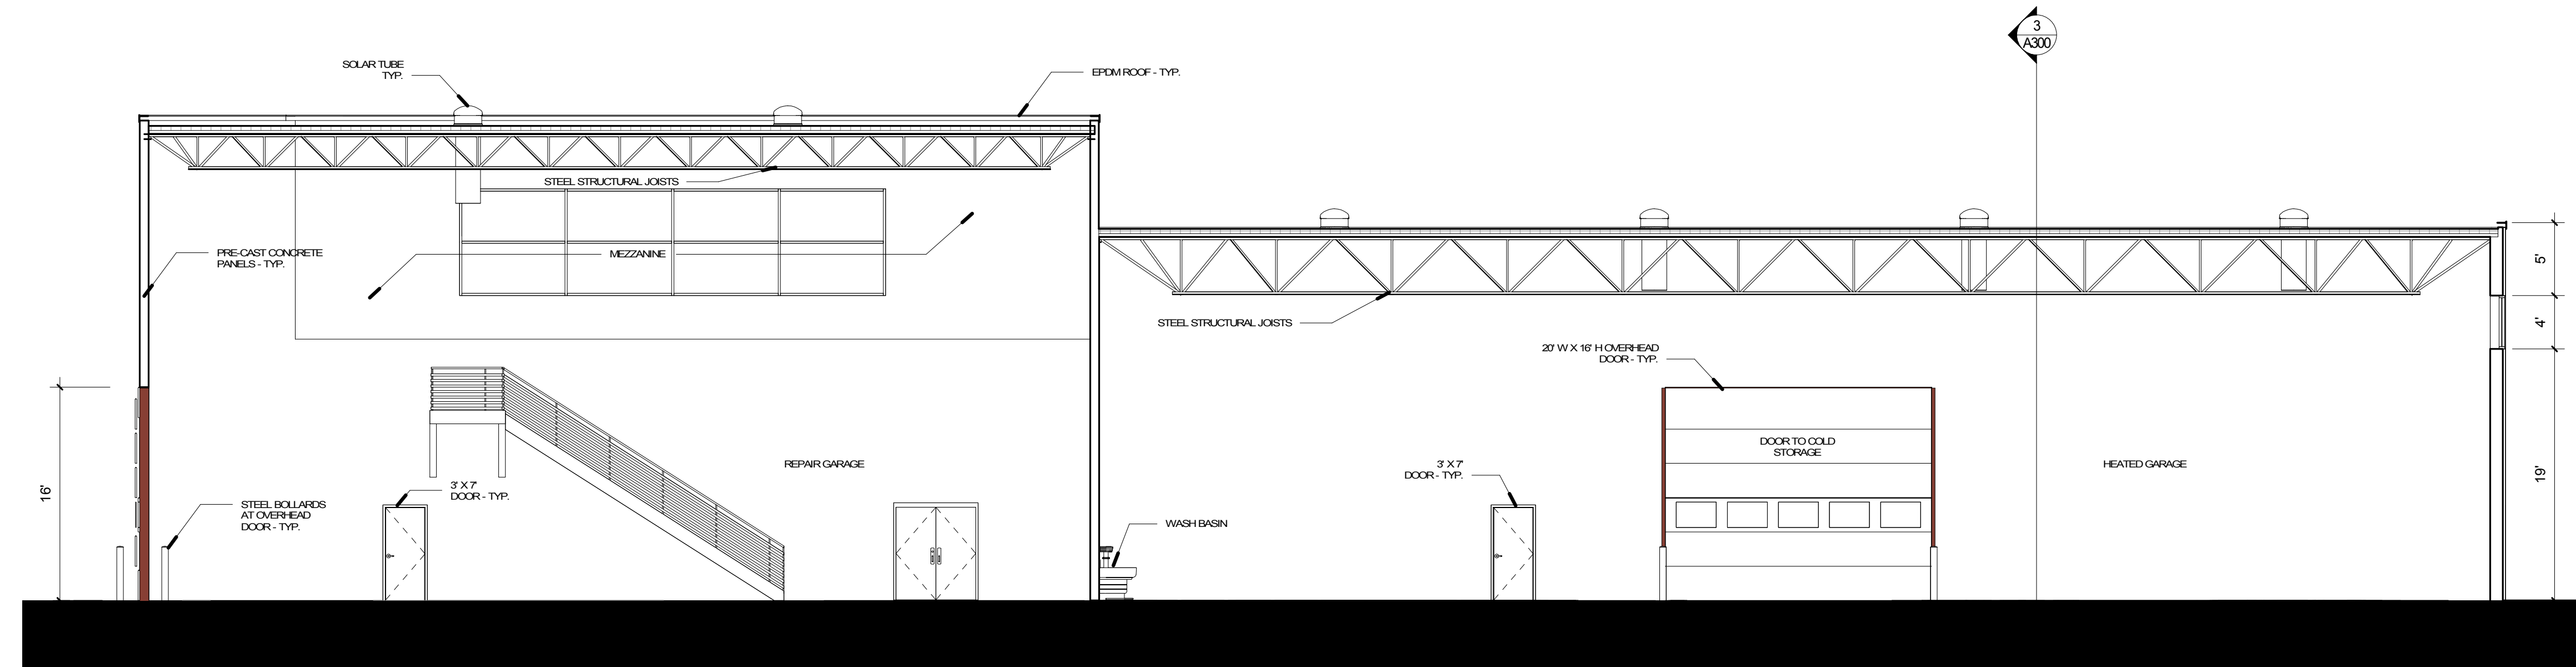 3
A300
SOLAR TUBE
TYP.
EPDM ROOF - TYP.
STEEL STRUCTURAL JOISTS
PRE-CAST CONCRETE
PANELS - TYP.
MEZZANINE
5'
4'
STEEL STRUCTURAL JOISTS
20' W X 16' H OVERHEAD
DOOR - TYP.
DOOR TO COLD
STORAGE
REPAIR GARAGE
3' X 7'
DOOR - TYP.
HEATED GARAGE
19'
16'
3' X 7'
DOOR - TYP.
STEEL BOLLARDS
AT OVERHEAD
DOOR - TYP.
WASH BASIN